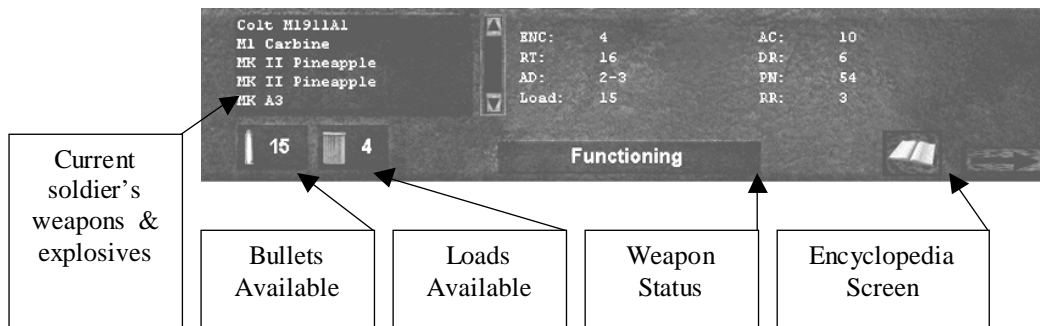 Colt M1911A1
M1 Carbine
MK II Pineapple
MK II Pineapple
MK A3
ENC: 4 AC: 10
RT: 16 DR: 6
AD: 2-3 PN: 54
Load: 15 RR: 3
15 4
Functioning
Current
soldier’s
weapons &
explosives
Bullets
Available
Loads
Available
Weapon
Status
Encyclopedia
Screen